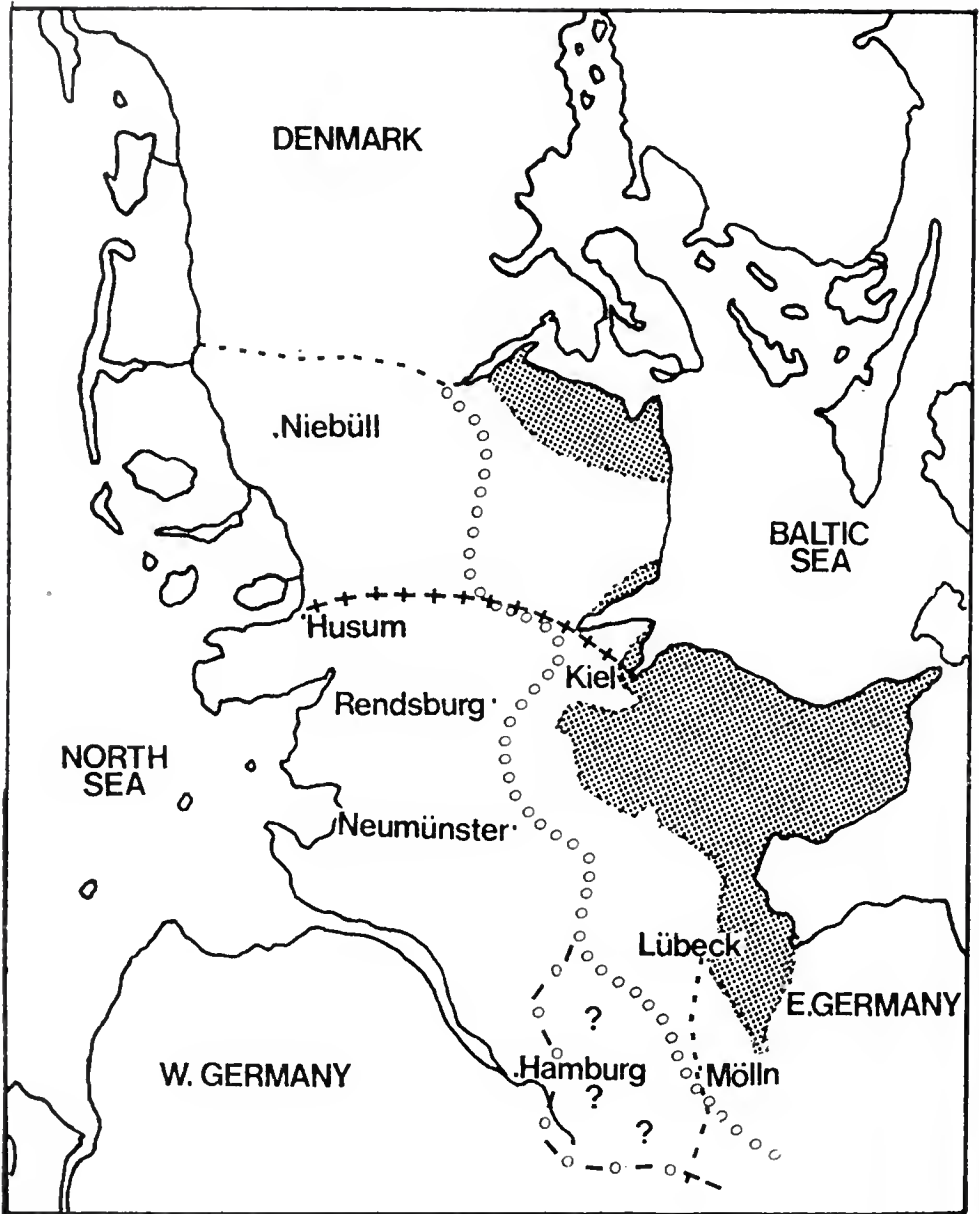 DENMARK
.Niebüll
BALTIC
SEA
Husum
Kiel
Rendsburg
NORTH
SEA
Neumünster
Lübeck
E.GERMANY
?
W. GERMANY
.Hamburg
Mölln
?
?